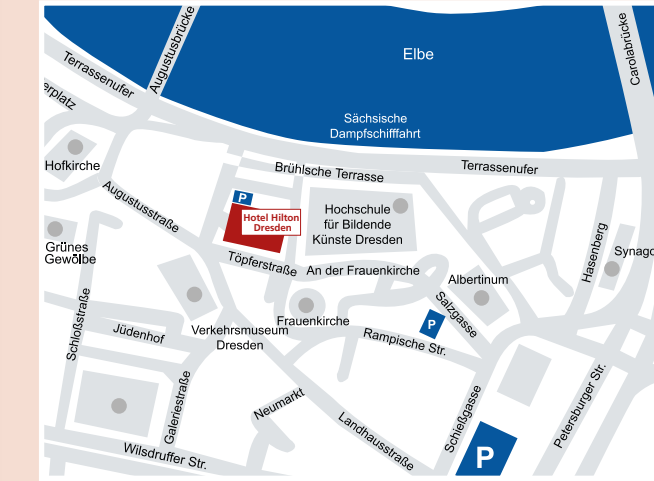 Augustusbrücke
Carolabrücke
Elbe
Terrassenufer
erplatz
Sächsische
Dampfschifffahrt
Hofkirche
Brühlsche Terrasse
Terrassenufer
Augustusstraße
P
Hotel Hilton
Dresden
Hochschule
für Bildende
Künste Dresden
Hasenberg
Synago
Grünes
Gewölbe
Töpferstraße
An der Frauenkirche
Albertinum
Salzgasse
Schloßstraße
Jüdenhof
Verkehrsmuseum
Dresden
Frauenkirche
P
Rampische Str.
Galeriestraße
Neumarkt
Landhausstraße
Schießgasse
Petersburger Str.
Wilsdruffer Str.
P